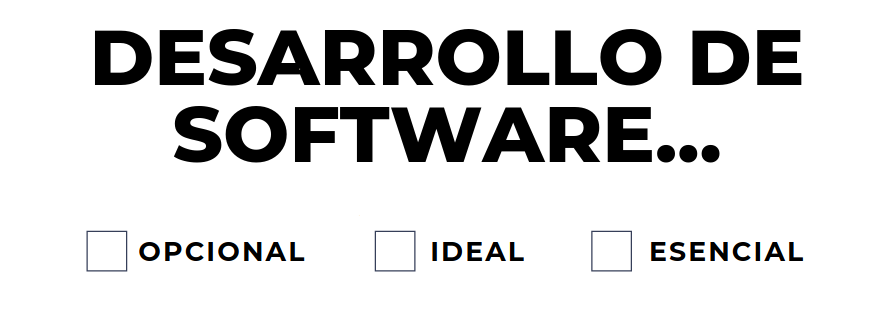 DESARROLLO DE
SOFTWARE...
OPCIONAL IDEAL ESENCIAL